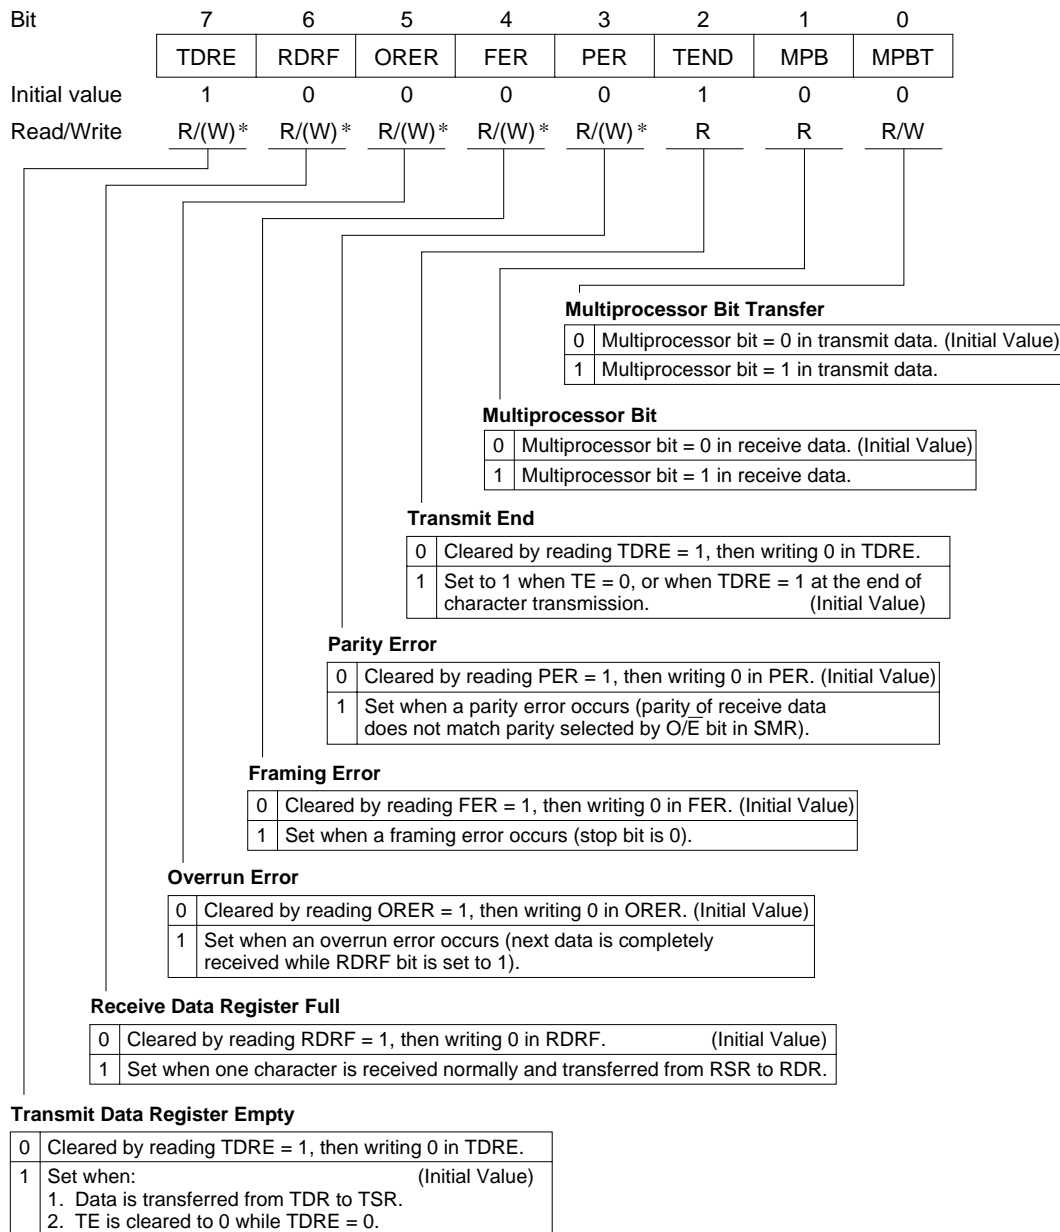 Bit 7 6 5 4 3 2 1 0
TDRE RDRF ORER FER PER TEND MPB MPBT
Initial value 1 0 0 0 0 1 0 0
Read/Write R/(W)* R/(W)* R/(W)* R/(W)* R/(W)* R R R/W
Multiprocessor Bit Transfer
0 Multiprocessor bit = 0 in transmit data. (Initial Value)
1 Multiprocessor bit = 1 in transmit data.
Multiprocessor Bit
0 Multiprocessor bit = 0 in receive data. (Initial Value)
1 Multiprocessor bit = 1 in receive data.
Transmit End
0 Cleared by reading TDRE = 1, then writing 0 in TDRE.
1 Set to 1 when TE = 0, or when TDRE = 1 at the end of
character transmission. (Initial Value)
Parity Error
0 Cleared by reading PER = 1, then writing 0 in PER. (Initial Value)
1 Set when a parity error occurs (parity of receive data
does not match parity selected by O/E̅ bit in SMR).
Framing Error
0 Cleared by reading FER = 1, then writing 0 in FER. (Initial Value)
1 Set when a framing error occurs (stop bit is 0).
Overrun Error
0 Cleared by reading ORER = 1, then writing 0 in ORER. (Initial Value)
1 Set when an overrun error occurs (next data is completely
received while RDRF bit is set to 1).
Receive Data Register Full
0 Cleared by reading RDRF = 1, then writing 0 in RDRF. (Initial Value)
1 Set when one character is received normally and transferred from RSR to RDR.
Transmit Data Register Empty
0 Cleared by reading TDRE = 1, then writing 0 in TDRE.
1 Set when: (Initial Value)
1. Data is transferred from TDR to TSR.
2. TE is cleared to 0 while TDRE = 0.